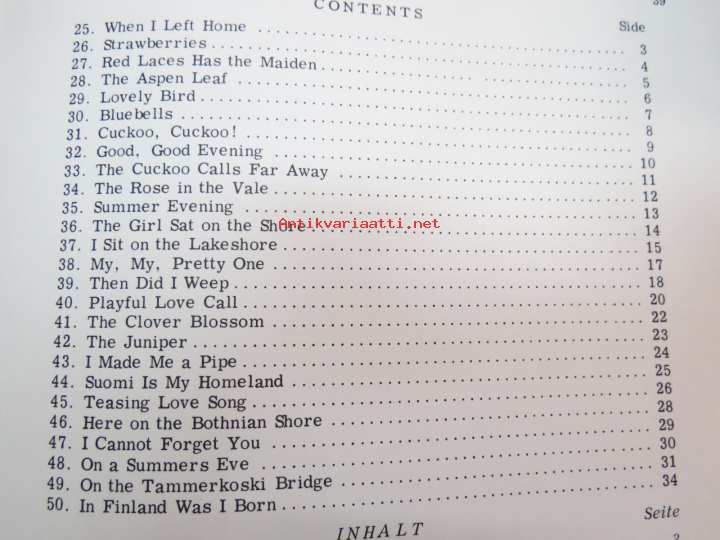 39
CONTENTS
Side
25. When I Left Home 3
26. Strawberries 4
27. Red Laces Has the Maiden 5
28. The Aspen Leaf 6
29. Lovely Bird 7
30. Bluebells 8
31. Cuckoo, Cuckoo! 9
32. Good, Good Evening 10
33. The Cuckoo Calls Far Away 11
34. The Rose in the Vale 12
35. Summer Evening 13
36. The Girl Sat on the Shore 14
Antikvariaatti.net
37. I Sit on the Lakeshore 15
38. My, My, Pretty One 17
39. Then Did I Weep 18
40. Playful Love Call 20
41. The Clover Blossom 22
42. The Juniper 23
43. I Made Me a Pipe 24
44. Suomi Is My Homeland 25
45. Teasing Love Song 26
46. Here on the Bothnian Shore 28
47. I Cannot Forget You 29
48. On a Summers Eve 30
49. On the Tammerkoski Bridge 31
50. In Finland Was I Born 34
INHALT
Seite